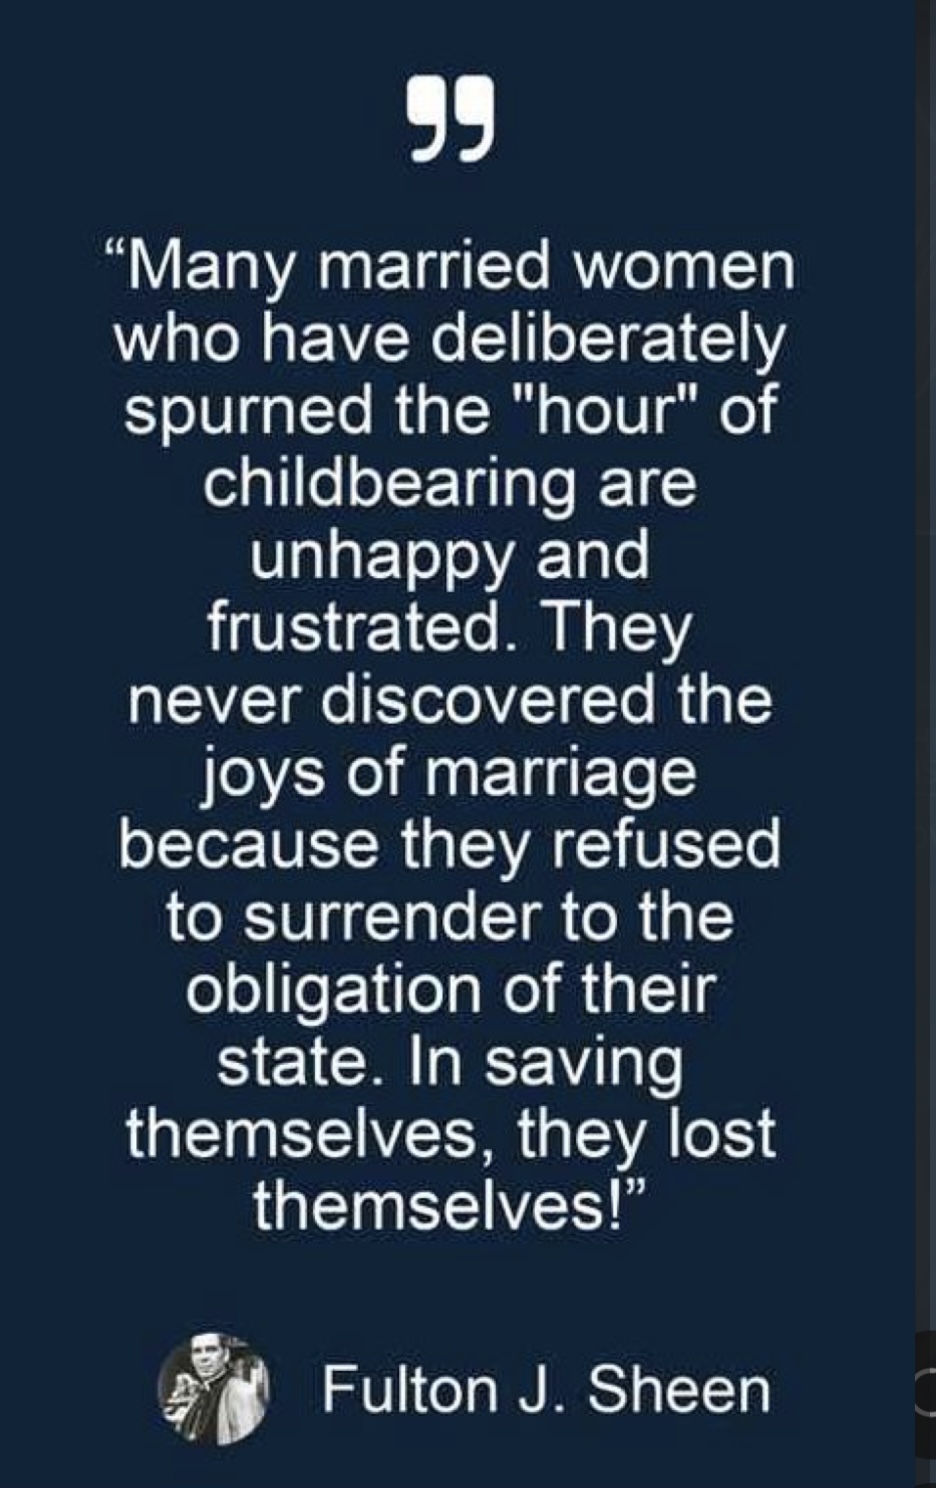 ”
“Many married women
who have deliberately
spurned the "hour" of
childbearing are
unhappy and
frustrated. They
never discovered the
joys of marriage
because they refused
to surrender to the
obligation of their
state. In saving
themselves, they lost
themselves!”
Fulton J. Sheen